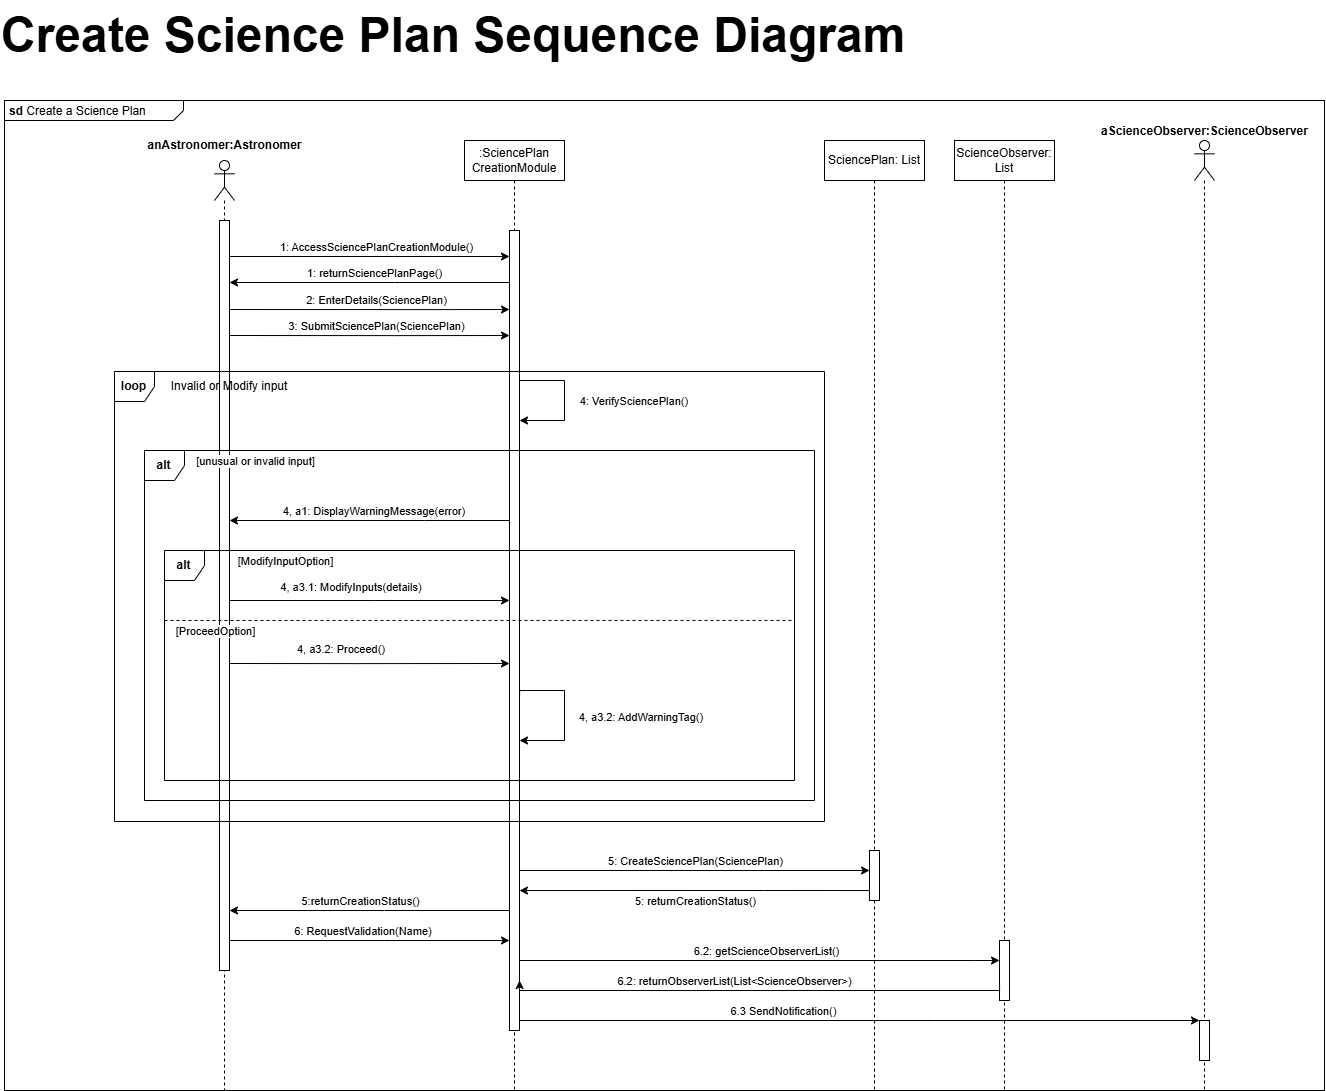 Create Science Plan Sequence Diagram
sd Create a Science Plan
anAstronomer:Astronomer
:SciencePlan
CreationModule
SciencePlan: List
ScienceObserver:
List
aScienceObserver:ScienceObserver
1: AccessSciencePlanCreationModule()
1: returnSciencePlanPage()
2: EnterDetails(SciencePlan)
3: SubmitSciencePlan(SciencePlan)
loop Invalid or Modify input
4: VerifySciencePlan()
alt [unusual or invalid input]
4, a1: DisplayWarningMessage(error)
alt [ModifyInputOption]
4, a3.1: ModifyInputs(details)
[ProceedOption]
4, a3.2: Proceed()
4, a3.2: AddWarningTag()
5: CreateSciencePlan(SciencePlan)
5:returnCreationStatus()
5: returnCreationStatus()
6: RequestValidation(Name)
6.2: getScienceObserverList()
6.2: returnObserverList(List<ScienceObserver>)
6.3 SendNotification()